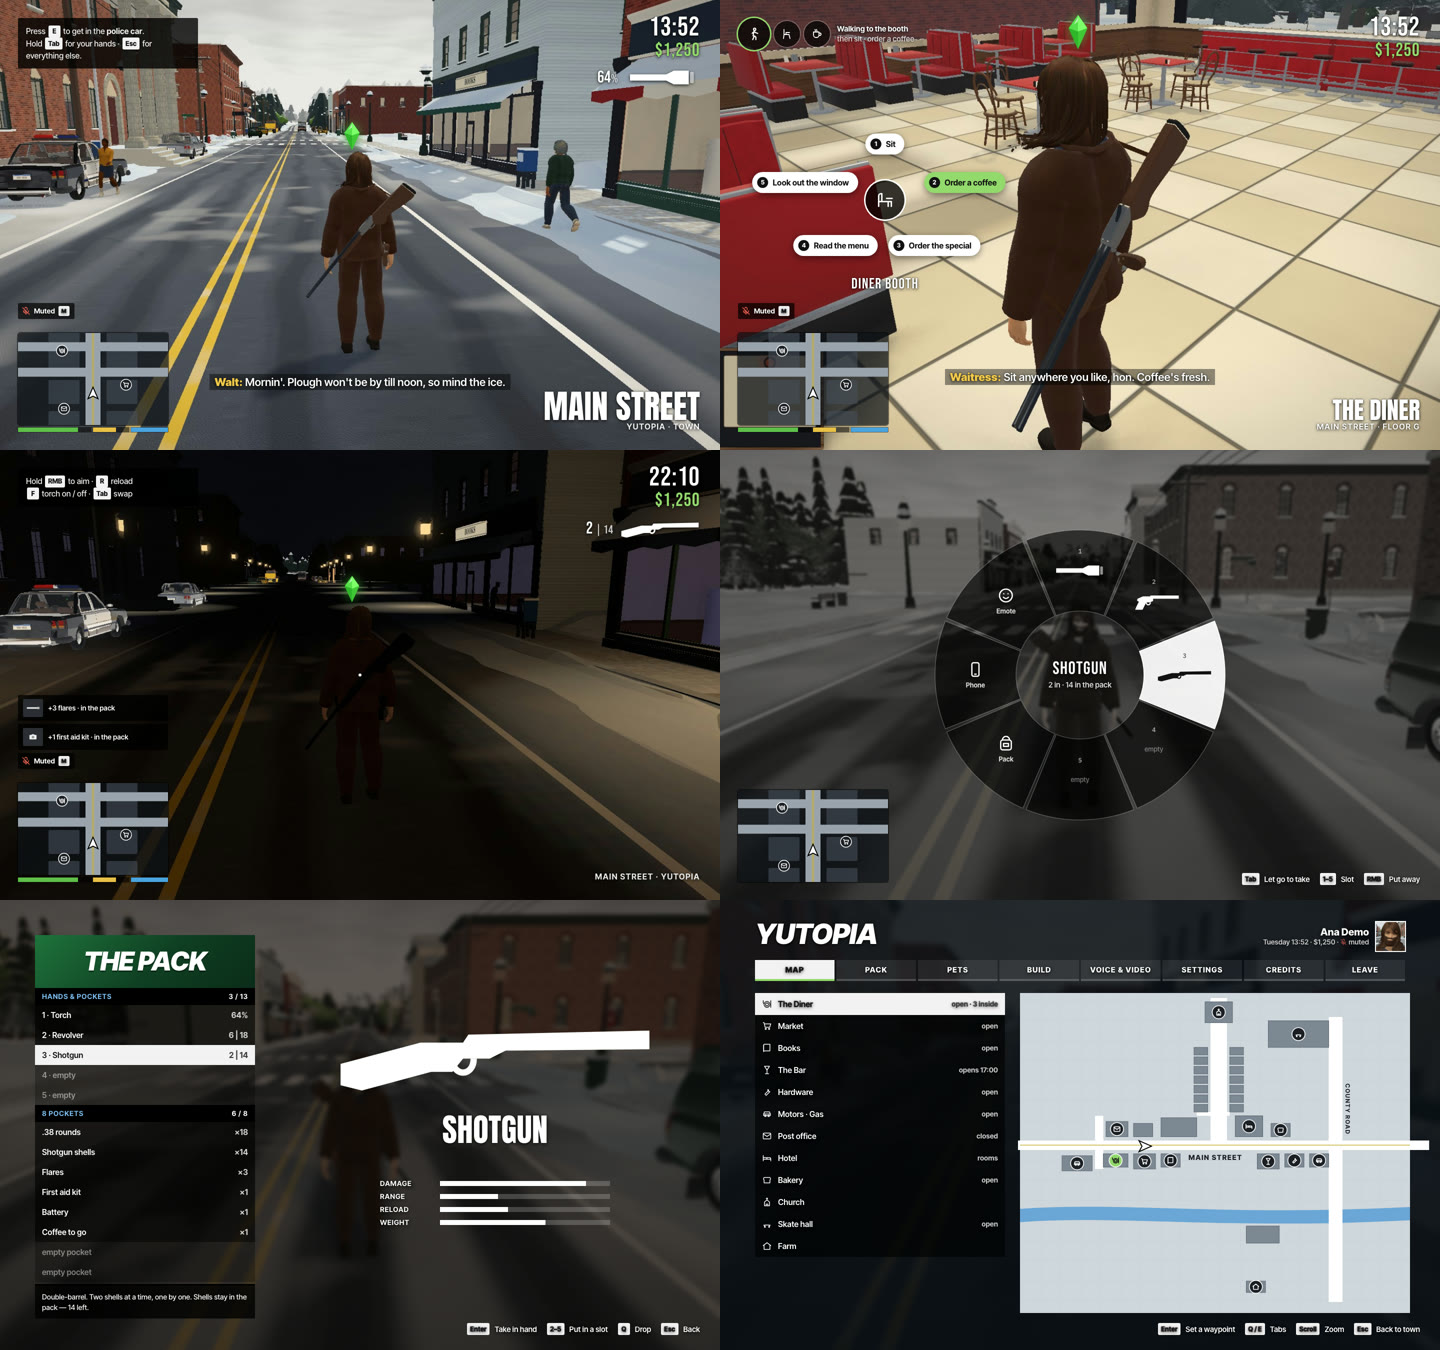 Press E to get in the police car.
Hold Tab for your hands · Esc for
everything else.
13:52
$1,250
64%
BOOKS
Muted M
Walt: Mornin'. Plough won't be by till noon, so mind the ice.
MAIN STREET
YUTOPIA · TOWN
Walking to the booth
then sit · order a coffee
13:52
$1,250
1 Sit
5 Look out the window
2 Order a coffee
4 Read the menu
3 Order the special
DINER BOOTH
Muted M
Waitress: Sit anywhere you like, hon. Coffee's fresh.
THE DINER
MAIN STREET · FLOOR G
Hold RMB to aim · R reload
F torch on / off · Tab swap
22:10
$1,250
2 | 14
BOOKS
+3 flares · in the pack
+1 first aid kit · in the pack
Muted M
MAIN STREET · YUTOPIA
1
2
Emote
3
SHOTGUN
2 in · 14 in the pack
Phone
4
empty
Pack
5
empty
Tab Let go to take 1-5 Slot RMB Put away
THE PACK
HANDS & POCKETS 3 / 13
1 · Torch 64%
2 · Revolver 6 | 18
3 · Shotgun 2 | 14
4 · empty
5 · empty
8 POCKETS 6 / 8
.38 rounds ×18
Shotgun shells ×14
Flares ×3
First aid kit ×1
Battery ×1
Coffee to go ×1
empty pocket
empty pocket
Double-barrel. Two shells at a time, one by one. Shells stay in the
pack — 14 left.
SHOTGUN
DAMAGE
RANGE
RELOAD
WEIGHT
Enter Take in hand 2-5 Put in a slot Q Drop Esc Back
YUTOPIA
Ana Demo
Tuesday 13:52 · $1,250 · muted
MAP PACK PETS BUILD VOICE & VIDEO SETTINGS CREDITS LEAVE
The Diner open · 3 inside
Market open
Books open
The Bar opens 17:00
Hardware open
Motors · Gas open
Post office closed
Hotel rooms
Bakery open
Church
Skate hall open
Farm
COUNTY ROAD
MAIN STREET
Enter Set a waypoint Q / E Tabs Scroll Zoom Esc Back to town